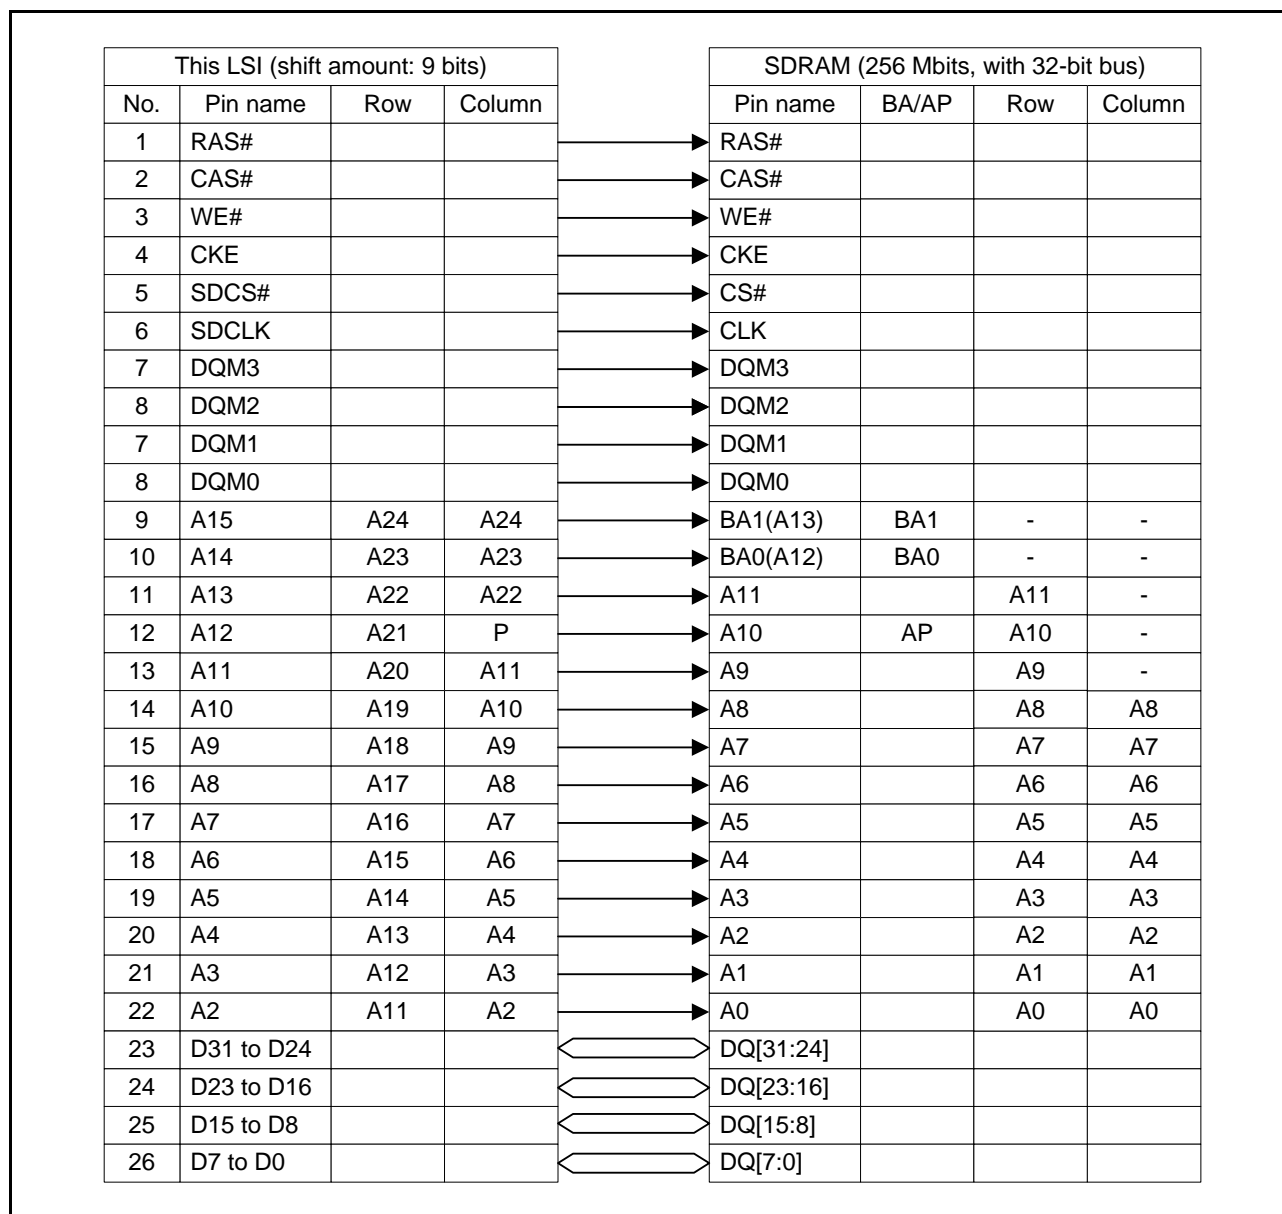 This LSI (shift amount: 9 bits) SDRAM (256 Mbits, with 32-bit bus)
No. Pin name Row Column Pin name BA/AP Row Column
1 RAS# RAS#
2 CAS# CAS#
3 WE# WE#
4 CKE CKE
5 SDCS# CS#
6 SDCLK CLK
7 DQM3 DQM3
8 DQM2 DQM2
7 DQM1 DQM1
8 DQM0 DQM0
9 A15 A24 A24 BA1(A13) BA1 - -
10 A14 A23 A23 BA0(A12) BA0 - -
11 A13 A22 A22 A11 A11 -
12 A12 A21 P A10 AP A10 -
13 A11 A20 A11 A9 A9 -
14 A10 A19 A10 A8 A8 A8
15 A9 A18 A9 A7 A7 A7
16 A8 A17 A8 A6 A6 A6
17 A7 A16 A7 A5 A5 A5
18 A6 A15 A6 A4 A4 A4
19 A5 A14 A5 A3 A3 A3
20 A4 A13 A4 A2 A2 A2
21 A3 A12 A3 A1 A1 A1
22 A2 A11 A2 A0 A0 A0
23 D31 to D24 DQ[31:24]
24 D23 to D16 DQ[23:16]
25 D15 to D8 DQ[15:8]
26 D7 to D0 DQ[7:0]